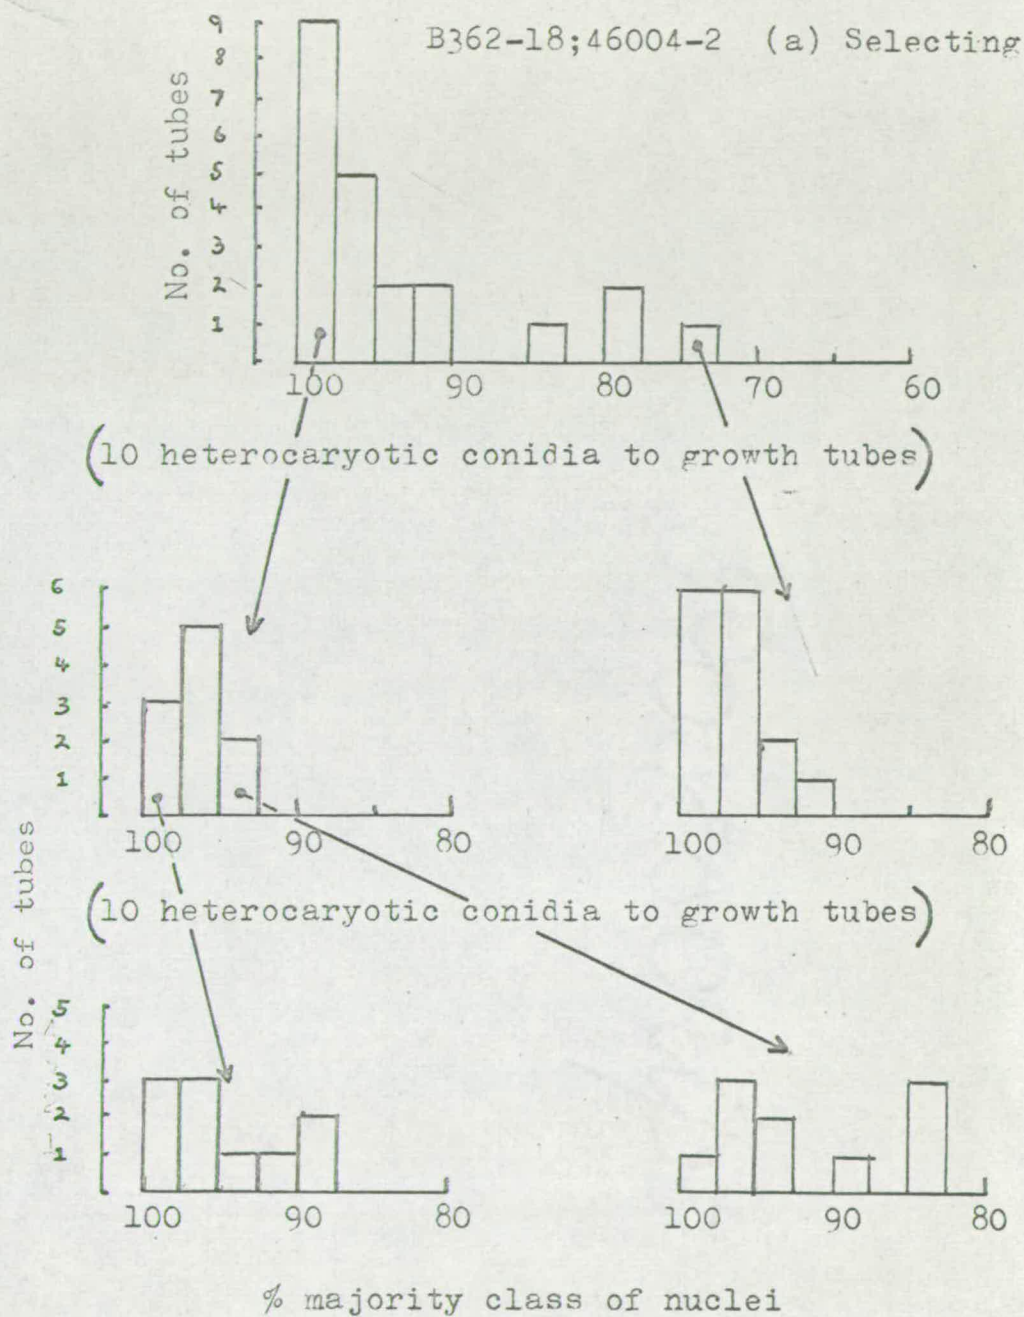 B362-18;46004-2 (a) Selecting
No. of tubes
9
8
7
6
5
4
3
2
1
100 90 80 70 60
(10 heterocaryotic conidia to growth tubes)
6
5
4
3
2
1
100 90 80
100 90 80
(10 heterocaryotic conidia to growth tubes)
No. of tubes
5
4
3
2
1
100 90 80
100 90 80
% majority class of nuclei